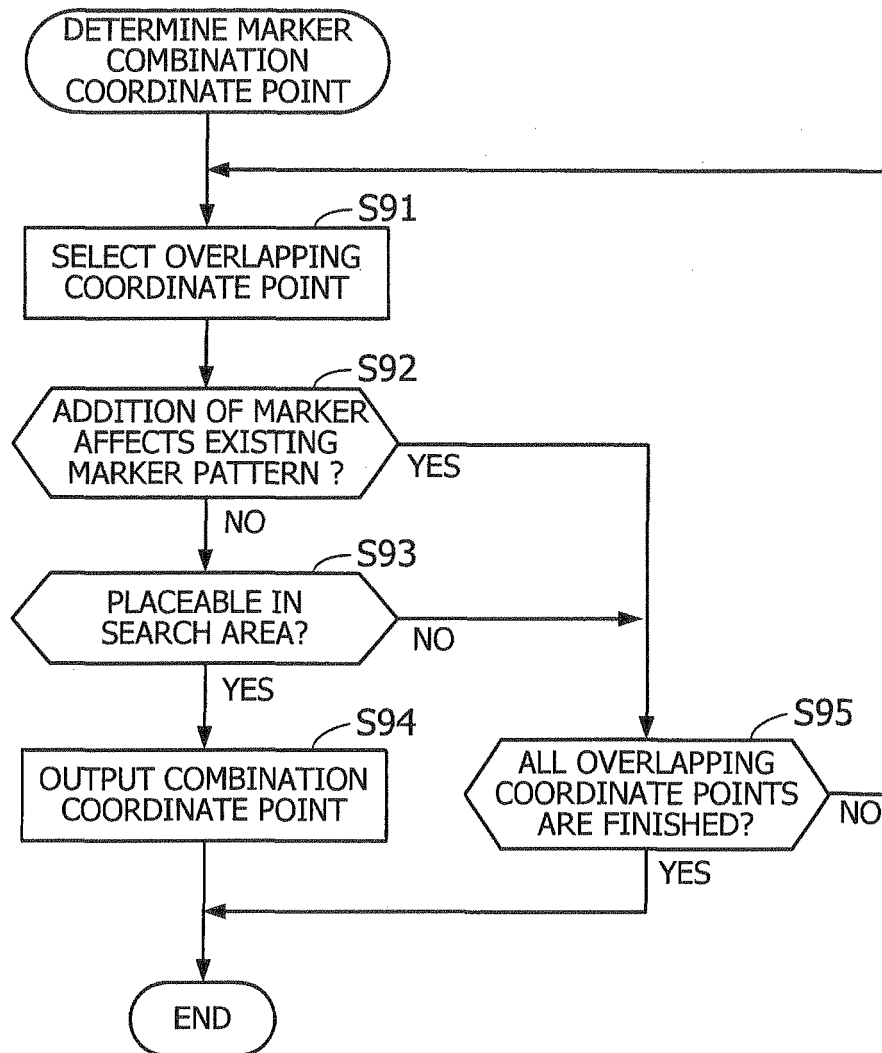 DETERMINE MARKER
COMBINATION
COORDINATE POINT
S91
SELECT OVERLAPPING
COORDINATE POINT
S92
ADDITION OF MARKER
AFFECTS EXISTING
MARKER PATTERN ?
YES
NO
S93
PLACEABLE IN
SEARCH AREA?
NO
YES
S94
OUTPUT COMBINATION
COORDINATE POINT
S95
ALL OVERLAPPING
COORDINATE POINTS
ARE FINISHED?
NO
YES
END